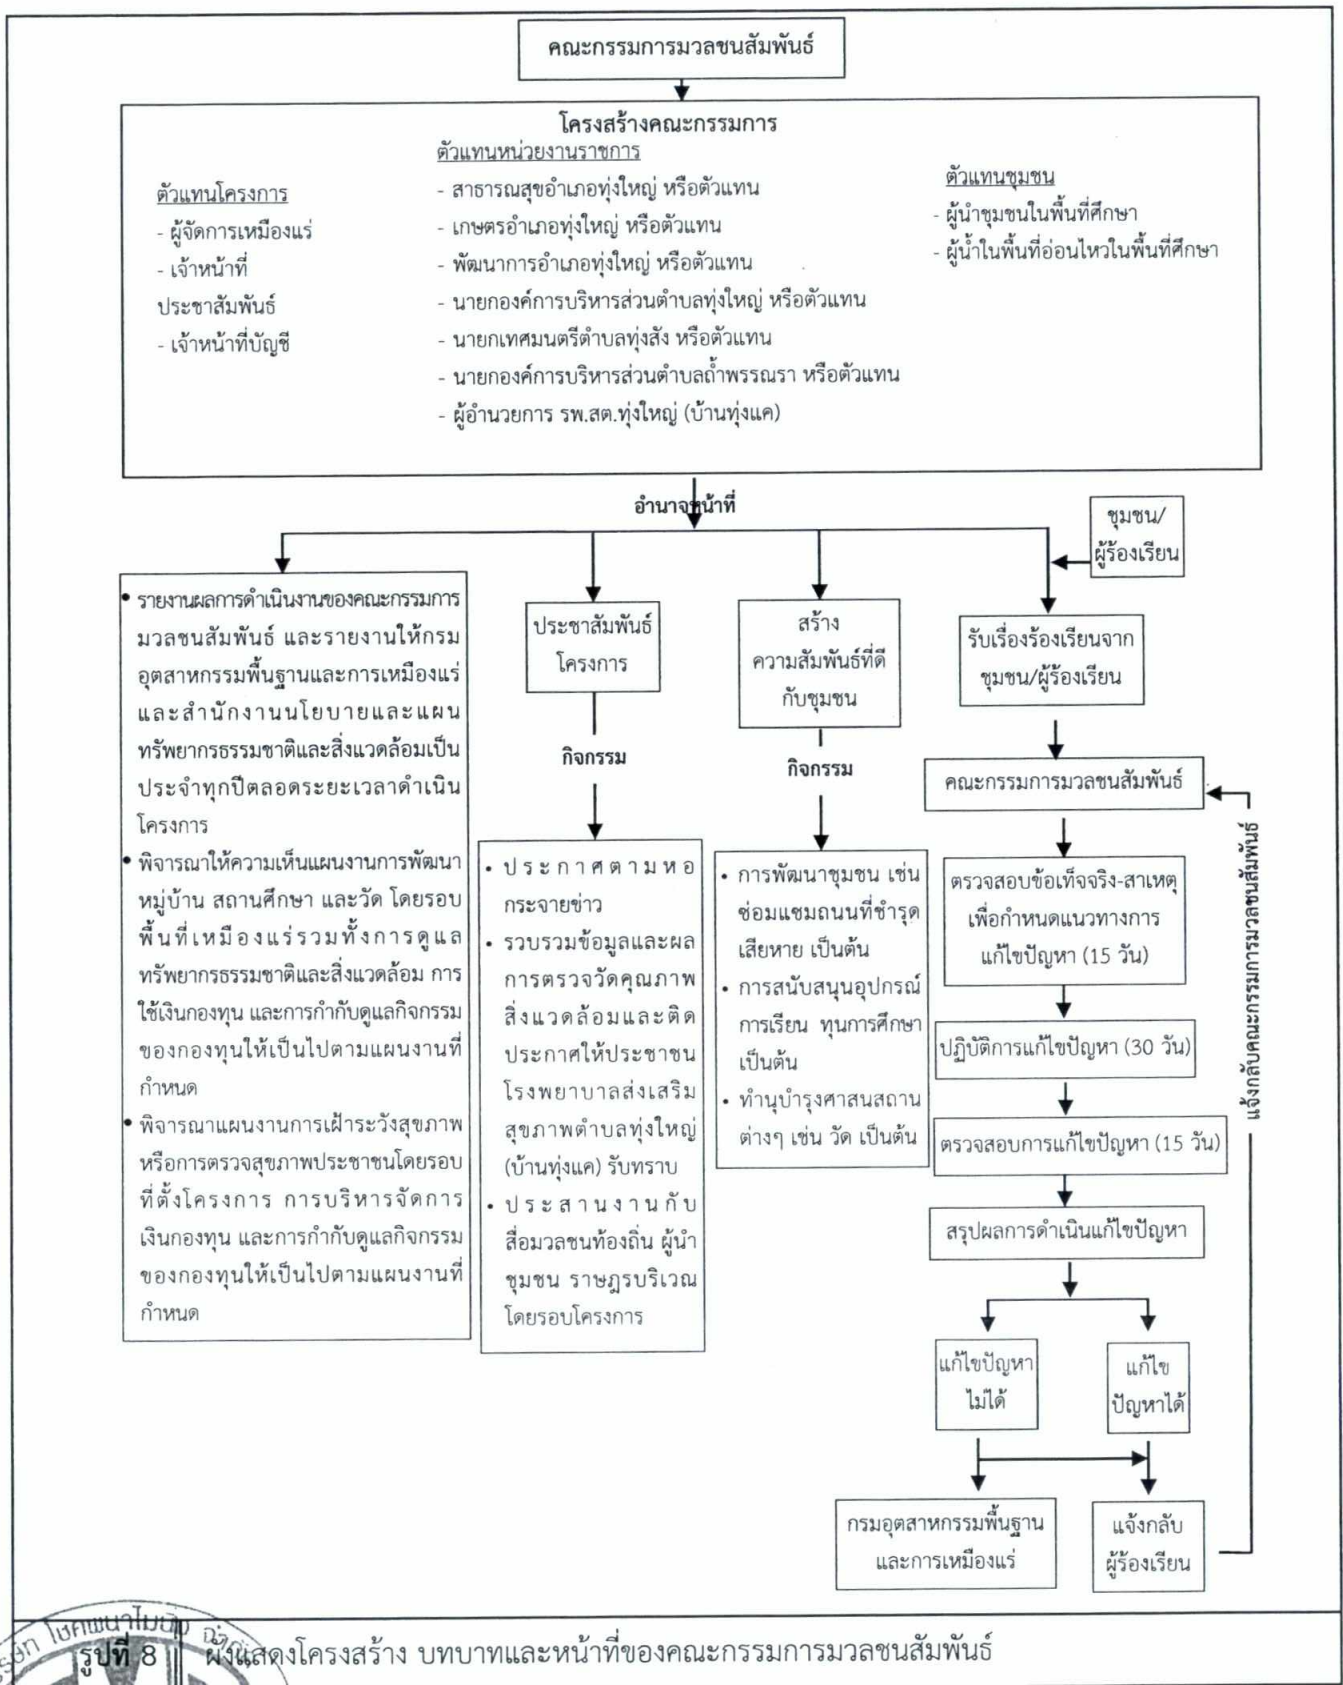 คณะกรรมการมวลชนสัมพันธ์
โครงสร้างคณะกรรมการ
ตัวแทนโครงการ
- ผู้จัดการเหมืองแร่
- เจ้าหน้าที่
ประชาสัมพันธ์
- เจ้าหน้าที่บัญชี
ตัวแทนหน่วยงานราชการ
- สาธารณสุขอำเภอทุ่งใหญ่ หรือตัวแทน
- เกษตรอำเภอทุ่งใหญ่ หรือตัวแทน
- พัฒนาการอำเภอทุ่งใหญ่ หรือตัวแทน
- นายกองค์การบริหารส่วนตำบลทุ่งใหญ่ หรือตัวแทน
- นายกเทศมนตรีตำบลทุ่งสัง หรือตัวแทน
- นายกองค์การบริหารส่วนตำบลถ้ำพรรณรา หรือตัวแทน
- ผู้อำนวยการ รพ.สต.ทุ่งใหญ่ (บ้านทุ่งแค)
ตัวแทนชุมชน
- ผู้นำชุมชนในพื้นที่ศึกษา
- ผู้นำในพื้นที่อ่อนไหวในพื้นที่ศึกษา
อำนาจหน้าที่
ชุมชน/
ผู้ร้องเรียน
• รายงานผลการดำเนินงานของคณะกรรมการ
มวลชนสัมพันธ์ และรายงานให้กรม
อุตสาหกรรมพื้นฐานและการเหมืองแร่
และสำนักงานนโยบายและแผน
ทรัพยากรธรรมชาติและสิ่งแวดล้อมเป็น
ประจำทุกปีตลอดระยะเวลาดำเนิน
โครงการ
• พิจารณาให้ความเห็นแผนงานการพัฒนา
หมู่บ้าน สถานศึกษา และวัด โดยรอบ
พื้นที่เหมืองแร่รวมทั้งการดูแล
ทรัพยากรธรรมชาติและสิ่งแวดล้อม การ
ใช้เงินกองทุน และการกำกับดูแลกิจกรรม
ของกองทุนให้เป็นไปตามแผนงานที่
กำหนด
• พิจารณาแผนงานการเฝ้าระวังสุขภาพ
หรือการตรวจสุขภาพประชาชนโดยรอบ
ที่ตั้งโครงการ การบริหารจัดการ
เงินกองทุน และการกำกับดูแลกิจกรรม
ของกองทุนให้เป็นไปตามแผนงานที่
กำหนด
ประชาสัมพันธ์
โครงการ
กิจกรรม
• ประกาศตามหอ
กระจายข่าว
• รวบรวมข้อมูลและผล
การตรวจวัดคุณภาพ
สิ่งแวดล้อมและติด
ประกาศให้ประชาชน
โรงพยาบาลส่งเสริม
สุขภาพตำบลทุ่งใหญ่
(บ้านทุ่งแค) รับทราบ
• ประสานงานกับ
สื่อมวลชนท้องถิ่น ผู้นำ
ชุมชน ราษฎรบริเวณ
โดยรอบโครงการ
สร้าง
ความสัมพันธ์ที่ดี
กับชุมชน
กิจกรรม
• การพัฒนาชุมชน เช่น
ซ่อมแซมถนนที่ชำรุด
เสียหาย เป็นต้น
• การสนับสนุนอุปกรณ์
การเรียน ทุนการศึกษา
เป็นต้น
• ทำนุบำรุงศาสนสถาน
ต่างๆ เช่น วัด เป็นต้น
รับเรื่องร้องเรียนจาก
ชุมชน/ผู้ร้องเรียน
คณะกรรมการมวลชนสัมพันธ์
ตรวจสอบข้อเท็จจริง-สาเหตุ
เพื่อกำหนดแนวทางการ
แก้ไขปัญหา (15 วัน)
ปฏิบัติการแก้ไขปัญหา (30 วัน)
ตรวจสอบการแก้ไขปัญหา (15 วัน)
สรุปผลการดำเนินแก้ไขปัญหา
แก้ไขปัญหา
ไม่ได้
แก้ไข
ปัญหาได้
กรมอุตสาหกรรมพื้นฐาน
และการเหมืองแร่
แจ้งกลับ
ผู้ร้องเรียน
แจ้งกลับคณะกรรมการมวลชนสัมพันธ์
รูปที่ 8 ผังแสดงโครงสร้าง บทบาทและหน้าที่ของคณะกรรมการมวลชนสัมพันธ์